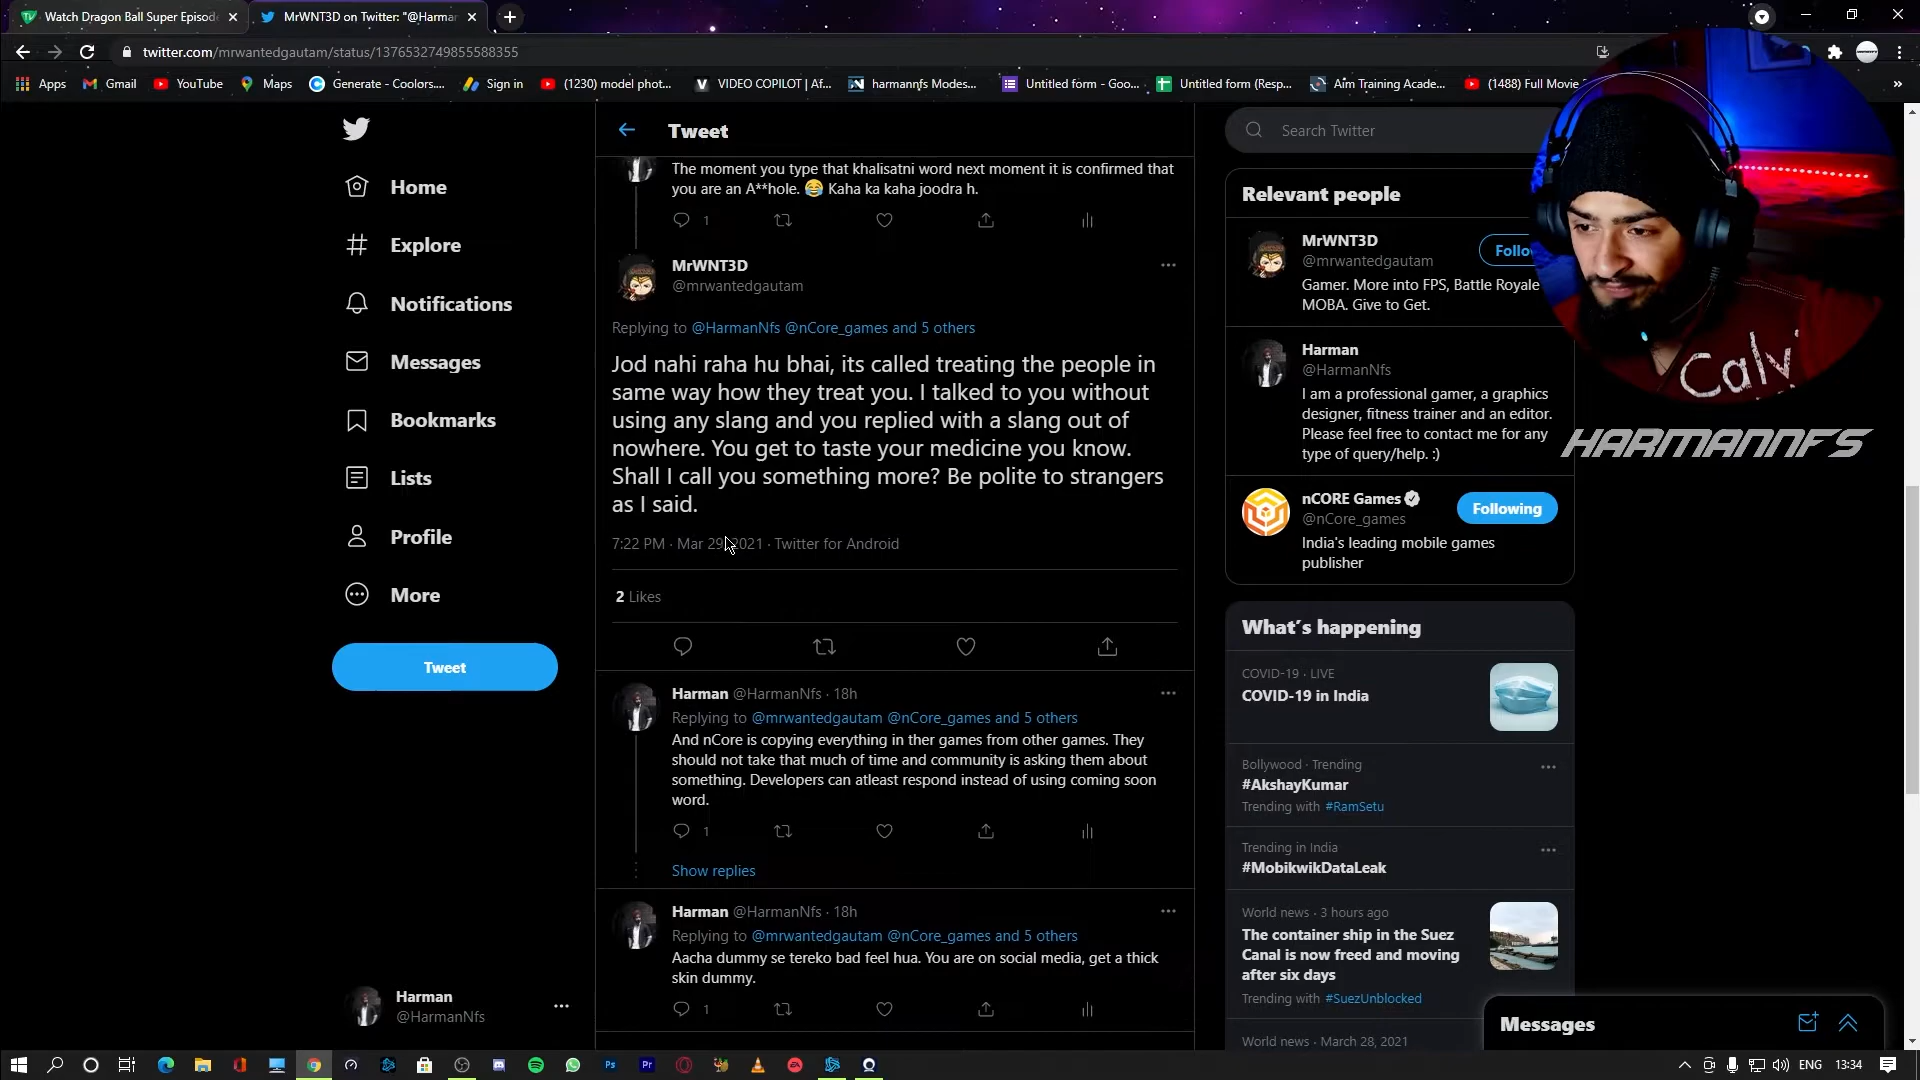 Watch Dragon Ball Super Episod
MrWNT3D on Twitter: "@Harma
twitter.com/mrwantedgautam/status/1376532749855588355
Apps
Gmail
YouTube
Maps
Generate - Coolors....
Sign in
(1230) model phot...
VIDEO COPILOT | Af...
harmannfs Modes...
Untitled form - Goo...
Untitled form (Resp...
Aim Training Acade...
(1488) Full Movie
»
Home
Explore
Notifications
Messages
Bookmarks
Lists
Profile
More
Tweet
Harman
@HarmanNfs
Tweet
The moment you type that khalisatni word next moment it is confirmed that
you are an A**hole. 😂 Kaha ka kaha joodra h.
1
MrWNT3D
@mrwantedgautam
Replying to @HarmanNfs @nCore_games and 5 others
Jod nahi raha hu bhai, its called treating the people in
same way how they treat you. I talked to you without
using any slang and you replied with a slang out of
nowhere. You get to taste your medicine you know.
Shall I call you something more? Be polite to strangers
as I said.
7:22 PM · Mar 29, 2021 · Twitter for Android
2 Likes
Harman @HarmanNfs · 18h
Replying to @mrwantedgautam @nCore_games and 5 others
And nCore is copying everything in ther games from other games. They
should not take that much of time and community is asking them about
something. Developers can atleast respond instead of using coming soon
word.
1
Show replies
Harman @HarmanNfs · 18h
Replying to @mrwantedgautam @nCore_games and 5 others
Aacha dummy se tereko bad feel hua. You are on social media, get a thick
skin dummy.
1
Search Twitter
Relevant people
MrWNT3D
@mrwantedgautam
Follo
Gamer. More into FPS, Battle Royale
MOBA. Give to Get.
Harman
@HarmanNfs
I am a professional gamer, a graphics
designer, fitness trainer and an editor.
Please feel free to contact me for any
type of query/help. :)
nCORE Games
@nCore_games
Following
India's leading mobile games
publisher
What's happening
COVID-19 · LIVE
COVID-19 in India
Bollywood · Trending
#AkshayKumar
Trending with #RamSetu
Trending in India
#MobikwikDataLeak
World news · 3 hours ago
The container ship in the Suez
Canal is now freed and moving
after six days
Trending with #SuezUnblocked
World news · March 28, 2021
Messages
Calvi
HARMANNFS
Ps
Pr
EA
ENG
13:34